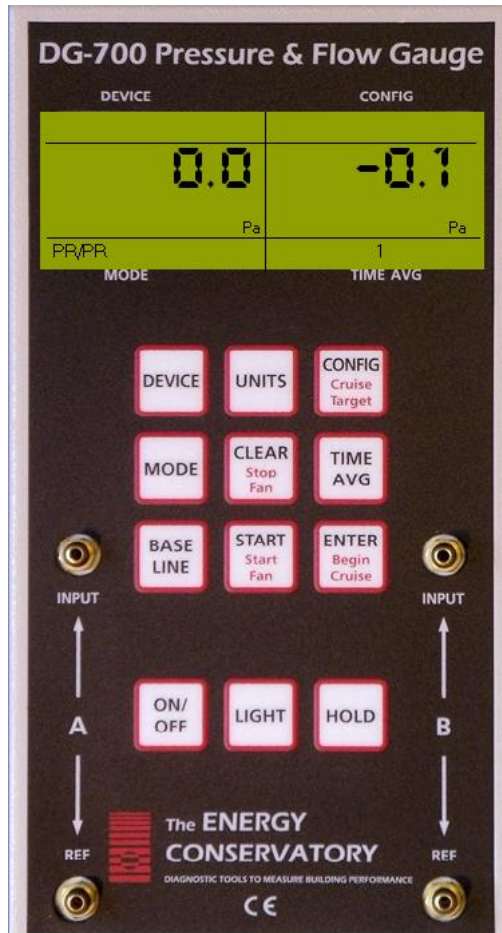 DG-700 Pressure & Flow Gauge
DEVICE CONFIG
0.0 -0.1
Pa Pa
PR/PR 1
MODE TIME AVG
DEVICE UNITS CONFIG
Cruise
Target
MODE CLEAR TIME
Stop AVG
Fan
BASE START ENTER
LINE Start Begin
Fan Cruise
INPUT INPUT
ON/ LIGHT HOLD
OFF
A B
REF REF
The ENERGY
CONSERVATORY
DIAGNOSTIC TOOLS TO MEASURE BUILDING PERFORMANCE
CE